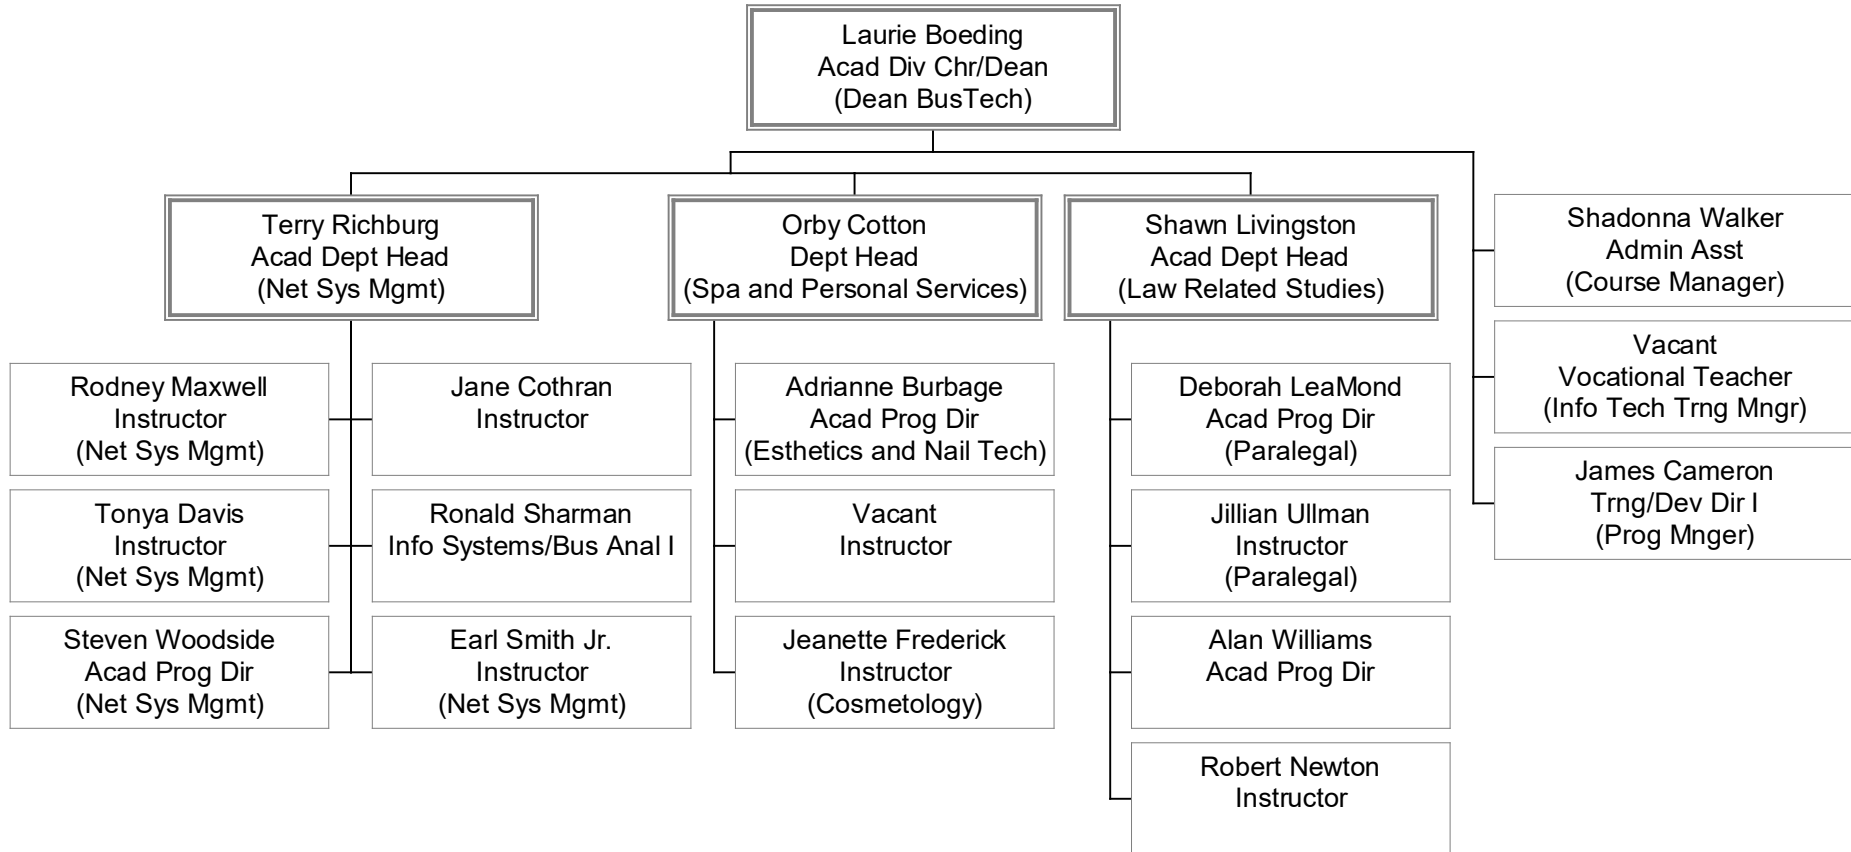 Laurie Boeding
Acad Div Chr/Dean
(Dean BusTech)
Terry Richburg
Acad Dept Head
(Net Sys Mgmt)
Orby Cotton
Dept Head
(Spa and Personal Services)
Shawn Livingston
Acad Dept Head
(Law Related Studies)
Shadonna Walker
Admin Asst
(Course Manager)
Vacant
Vocational Teacher
(Info Tech Trng Mngr)
James Cameron
Trng/Dev Dir I
(Prog Mnger)
Rodney Maxwell
Instructor
(Net Sys Mgmt)
Jane Cothran
Instructor
Tonya Davis
Instructor
(Net Sys Mgmt)
Ronald Sharman
Info Systems/Bus Anal I
Steven Woodside
Acad Prog Dir
(Net Sys Mgmt)
Earl Smith Jr.
Instructor
(Net Sys Mgmt)
Adrianne Burbage
Acad Prog Dir
(Esthetics and Nail Tech)
Vacant
Instructor
Jeanette Frederick
Instructor
(Cosmetology)
Deborah LeaMond
Acad Prog Dir
(Paralegal)
Jillian Ullman
Instructor
(Paralegal)
Alan Williams
Acad Prog Dir
Robert Newton
Instructor